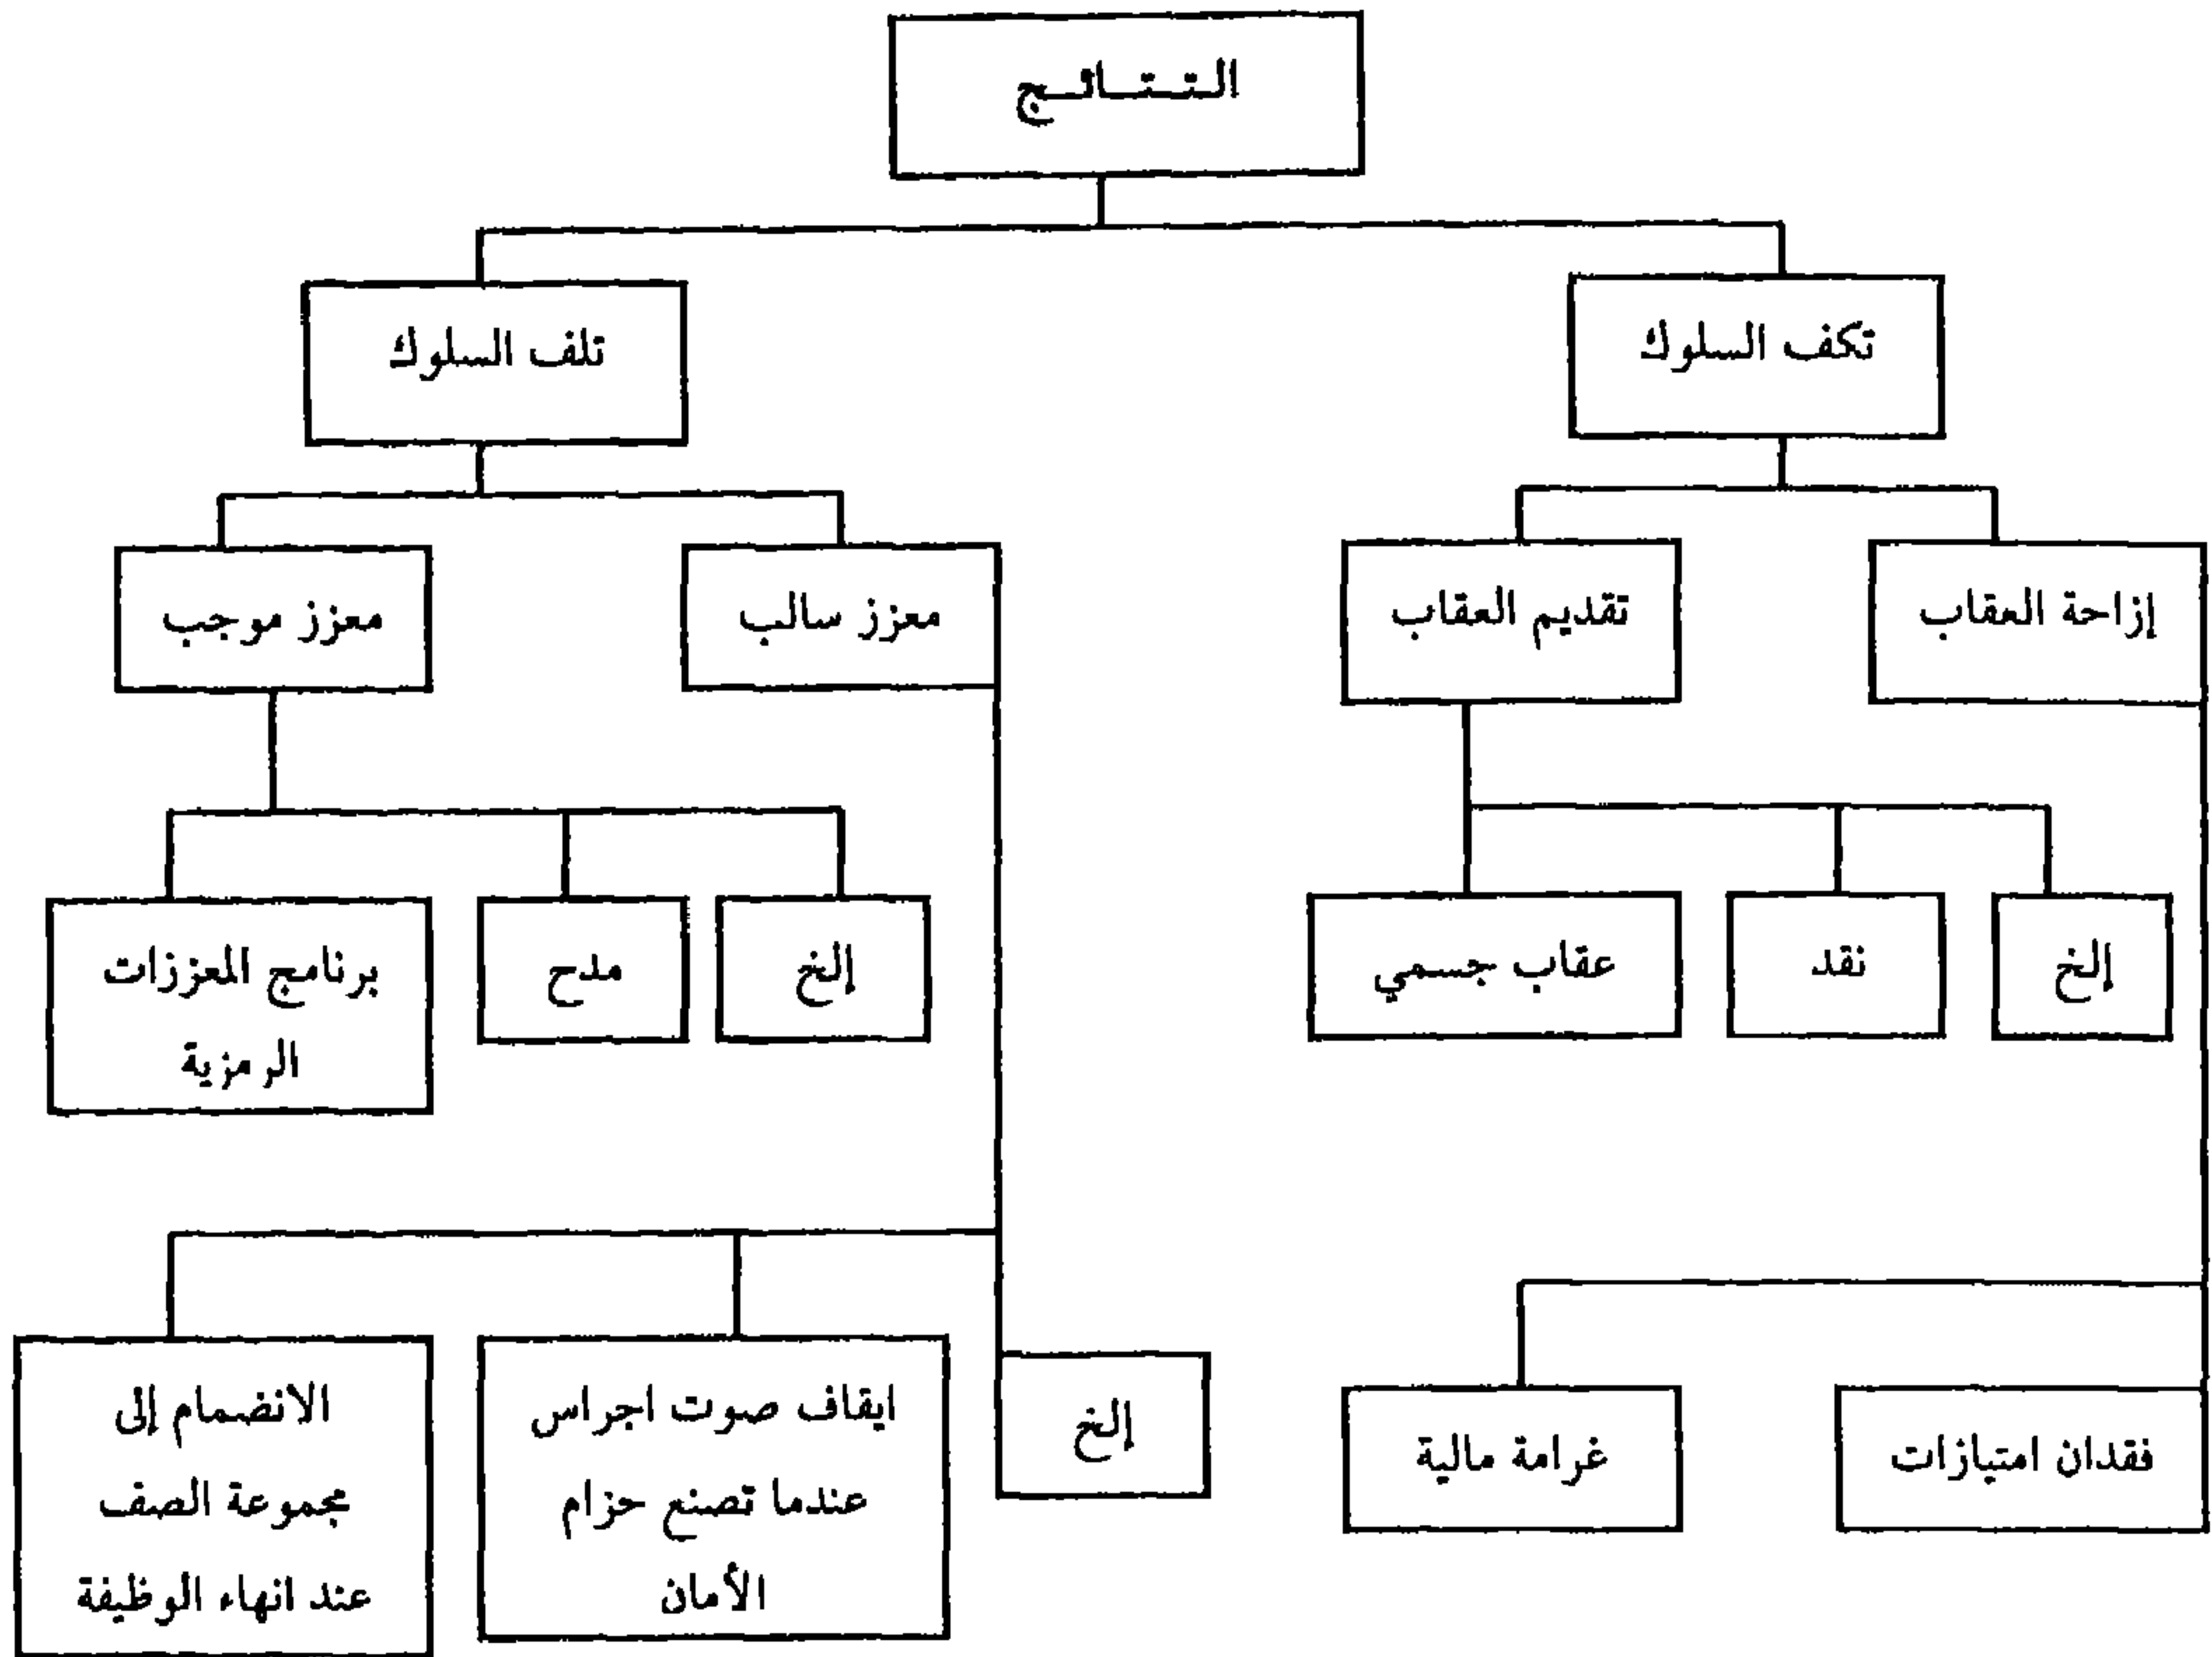 النتائج
تكف السلوك
تلف السلوك
إزاحة العقاب
تقديم العقاب
معزز سالب
معزز موجب
إلخ
نقد
عقاب جسمي
إلخ
مدح
برنامج المعززات
الرمزية
فقدان امتيازات
غرامة مالية
إلخ
ايقاف صوت اجراس
عندما تصنع حزام
الأمان
الانضمام إلى
مجموعة الصف
عند انهاء الوظيفة